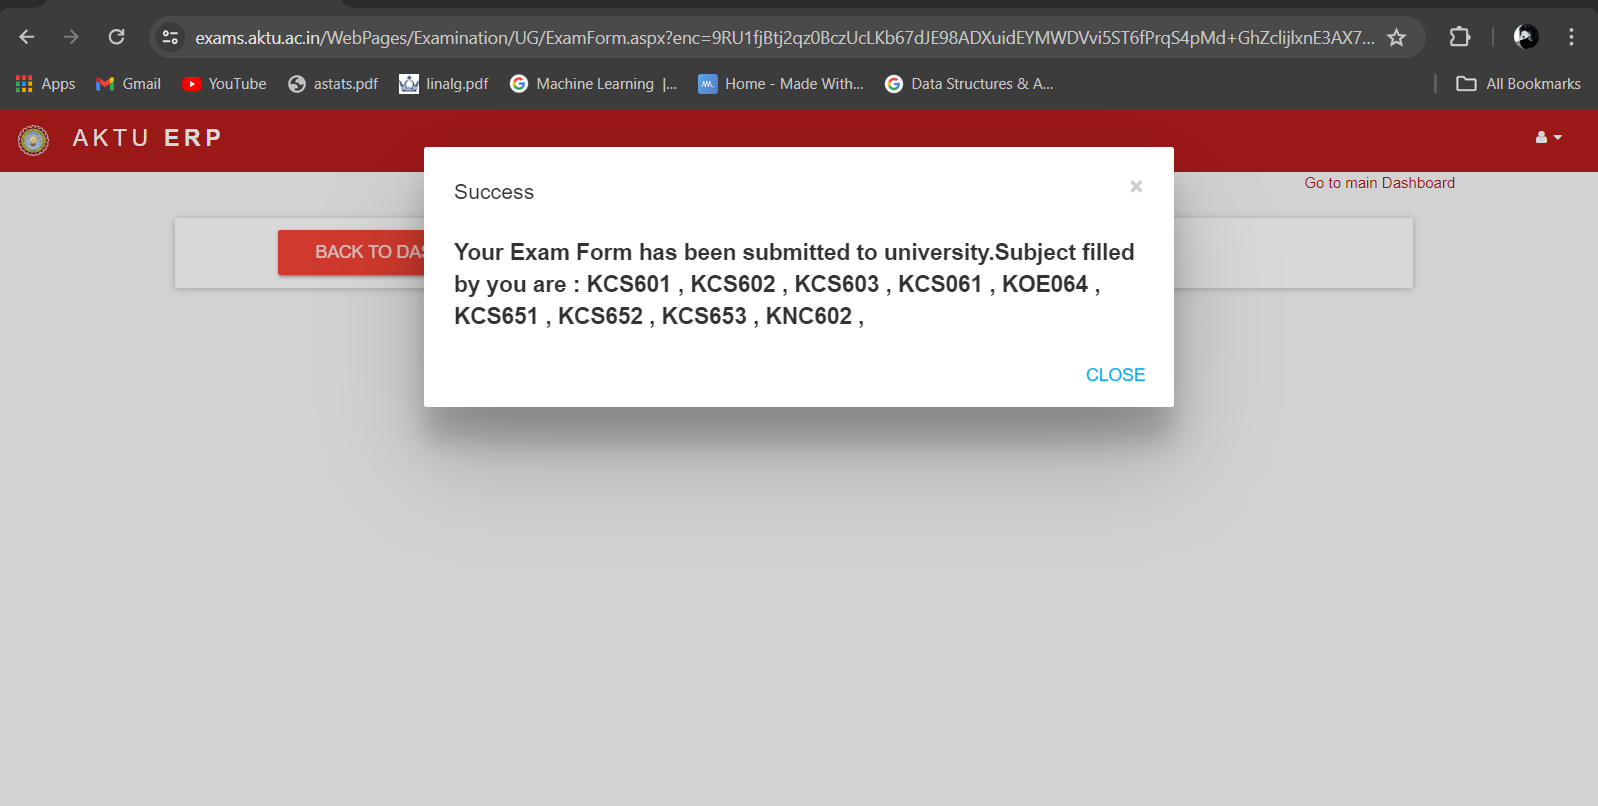 exams.aktu.ac.in/WebPages/Examination/UG/ExamForm.aspx?enc=9RU1fjBtj2qz0BczUcLKb67dJE98ADXuidEYMWDVvi5ST6fPrqS4pMd+GhZclijlxnE3AX7...
Apps Gmail YouTube astats.pdf linalg.pdf Machine Learning |... Home - Made With... Data Structures & A... All Bookmarks
AKTU ERP
Go to main Dashboard
Success ×
BACK TO DAS
Your Exam Form has been submitted to university.Subject filled
by you are : KCS601 , KCS602 , KCS603 , KCS061 , KOE064 ,
KCS651 , KCS652 , KCS653 , KNC602 ,
CLOSE